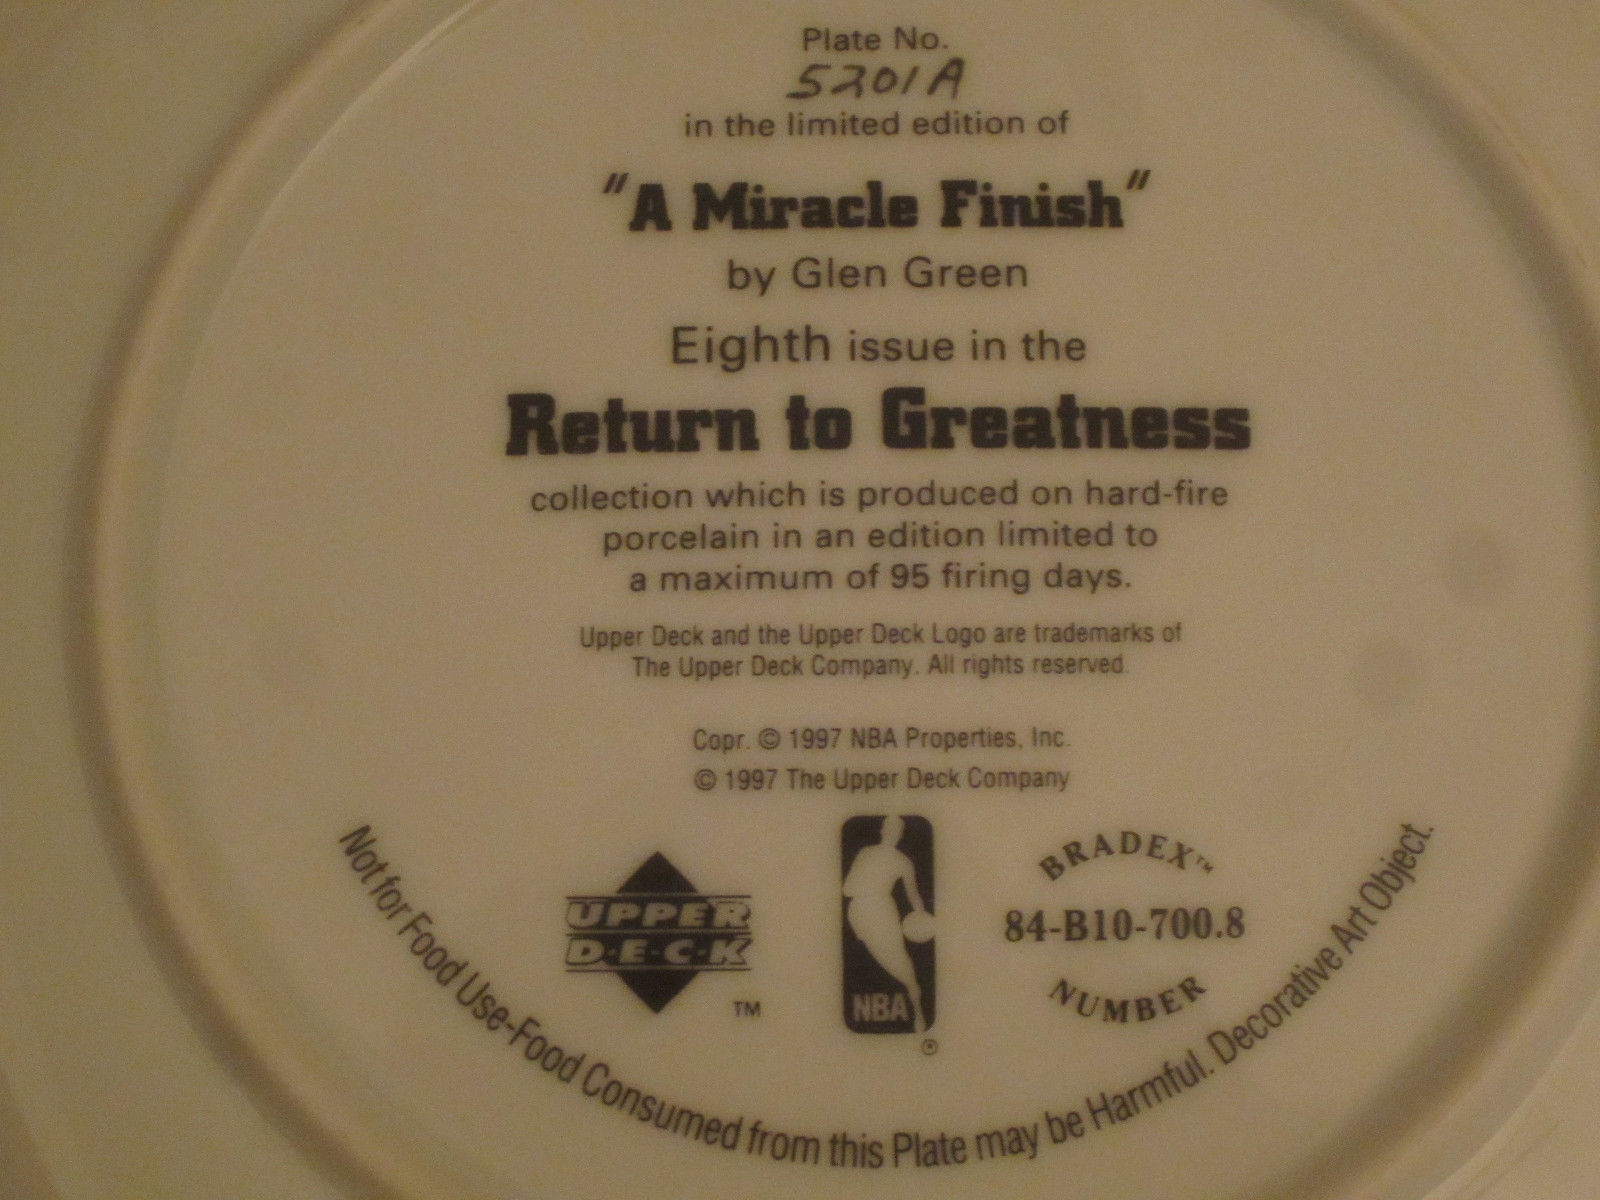 Plate No.
5201A
in the limited edition of
"A Miracle Finish"
by Glen Green
Eighth issue in the
Return to Greatness
collection which is produced on hard-fire
porcelain in an edition limited to
a maximum of 95 firing days.
Upper Deck and the Upper Deck Logo are trademarks of
The Upper Deck Company. All rights reserved.
Copr. © 1997 NBA Properties, Inc.
© 1997 The Upper Deck Company
UPPER
D·E·C·K
TM
NBA
®
BRADEX™
84-B10-700.8
NUMBER
Not for Food Use-Food Consumed from this Plate may be Harmful. Decorative Art Object.